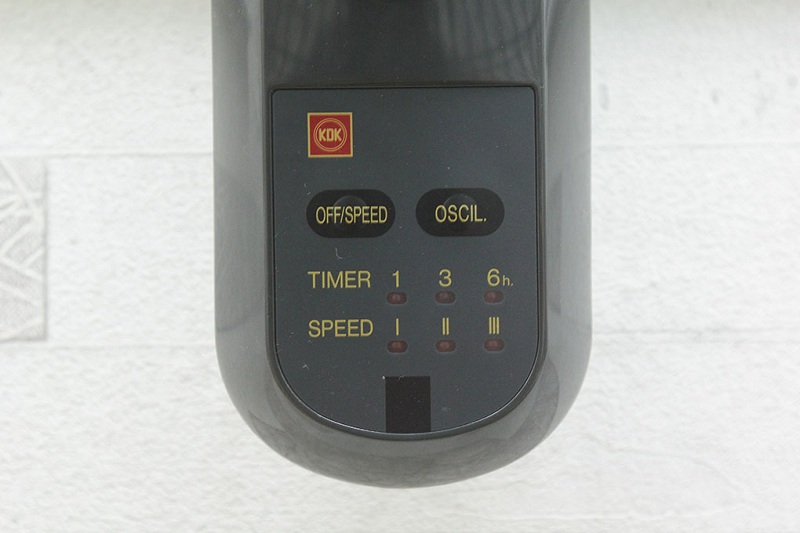 KDK
OFF/SPEED OSCIL.
TIMER 1 3 6h.
SPEED I II III